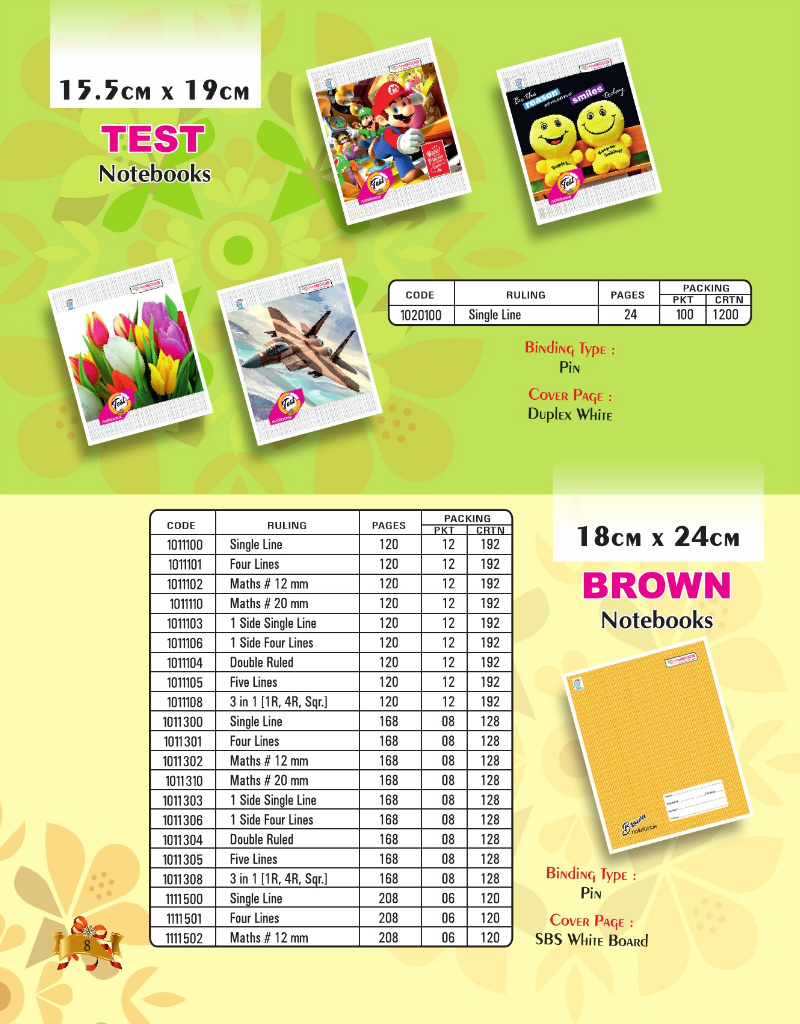 15.5CM X 19CM
TEST
Notebooks
Be the reason someone smiles today
Test
notebook
Test
notebook
Test
notebook
Test
notebook
CODE RULING PAGES PACKING
PKT CRTN
1020100 Single Line 24 100 1200
Binding Type :
Pin
Cover Page :
Duplex White
CODE RULING PAGES PACKING
PKT CRTN
1011100 Single Line 120 12 192
1011101 Four Lines 120 12 192
1011102 Maths # 12 mm 120 12 192
1011110 Maths # 20 mm 120 12 192
1011103 1 Side Single Line 120 12 192
1011106 1 Side Four Lines 120 12 192
1011104 Double Ruled 120 12 192
1011105 Five Lines 120 12 192
1011108 3 in 1 [1R, 4R, Sqr.] 120 12 192
1011300 Single Line 168 08 128
1011301 Four Lines 168 08 128
1011302 Maths # 12 mm 168 08 128
1011310 Maths # 20 mm 168 08 128
1011303 1 Side Single Line 168 08 128
1011306 1 Side Four Lines 168 08 128
1011304 Double Ruled 168 08 128
1011305 Five Lines 168 08 128
1011308 3 in 1 [1R, 4R, Sqr.] 168 08 128
1111500 Single Line 208 06 120
1111501 Four Lines 208 06 120
1111502 Maths # 12 mm 208 06 120
18CM X 24CM
BROWN
Notebooks
Brown
notebook
Binding Type :
Pin
Cover Page :
SBS White Board
8